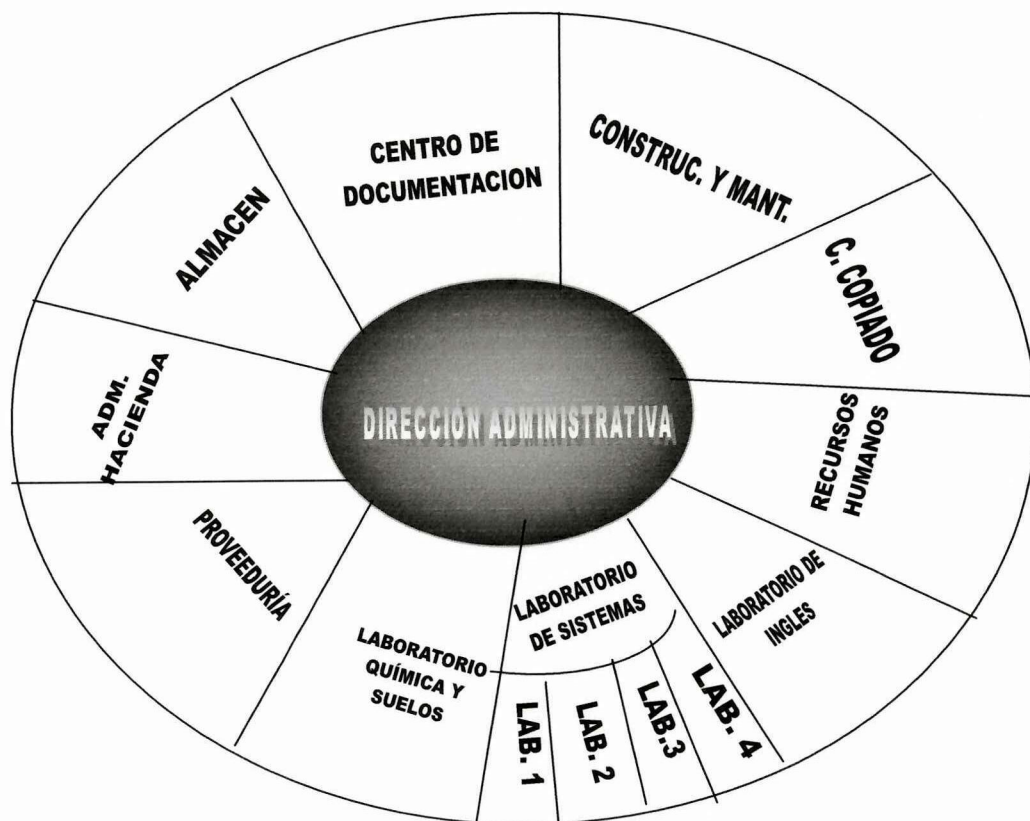 CENTRO DE
DOCUMENTACION
CONSTRUC. Y MANT.
C. COPIADO
RECURSOS
HUMANOS
LABORATORIO DE
INGLES
LABORATORIO
DE SISTEMAS
LAB. 1
LAB. 2
LAB.3
LAB. 4
LABORATORIO
QUÍMICA Y
SUELOS
PROVEEDURÍA
ADM.
HACIENDA
ALMACEN
DIRECCIÓN ADMINISTRATIVA